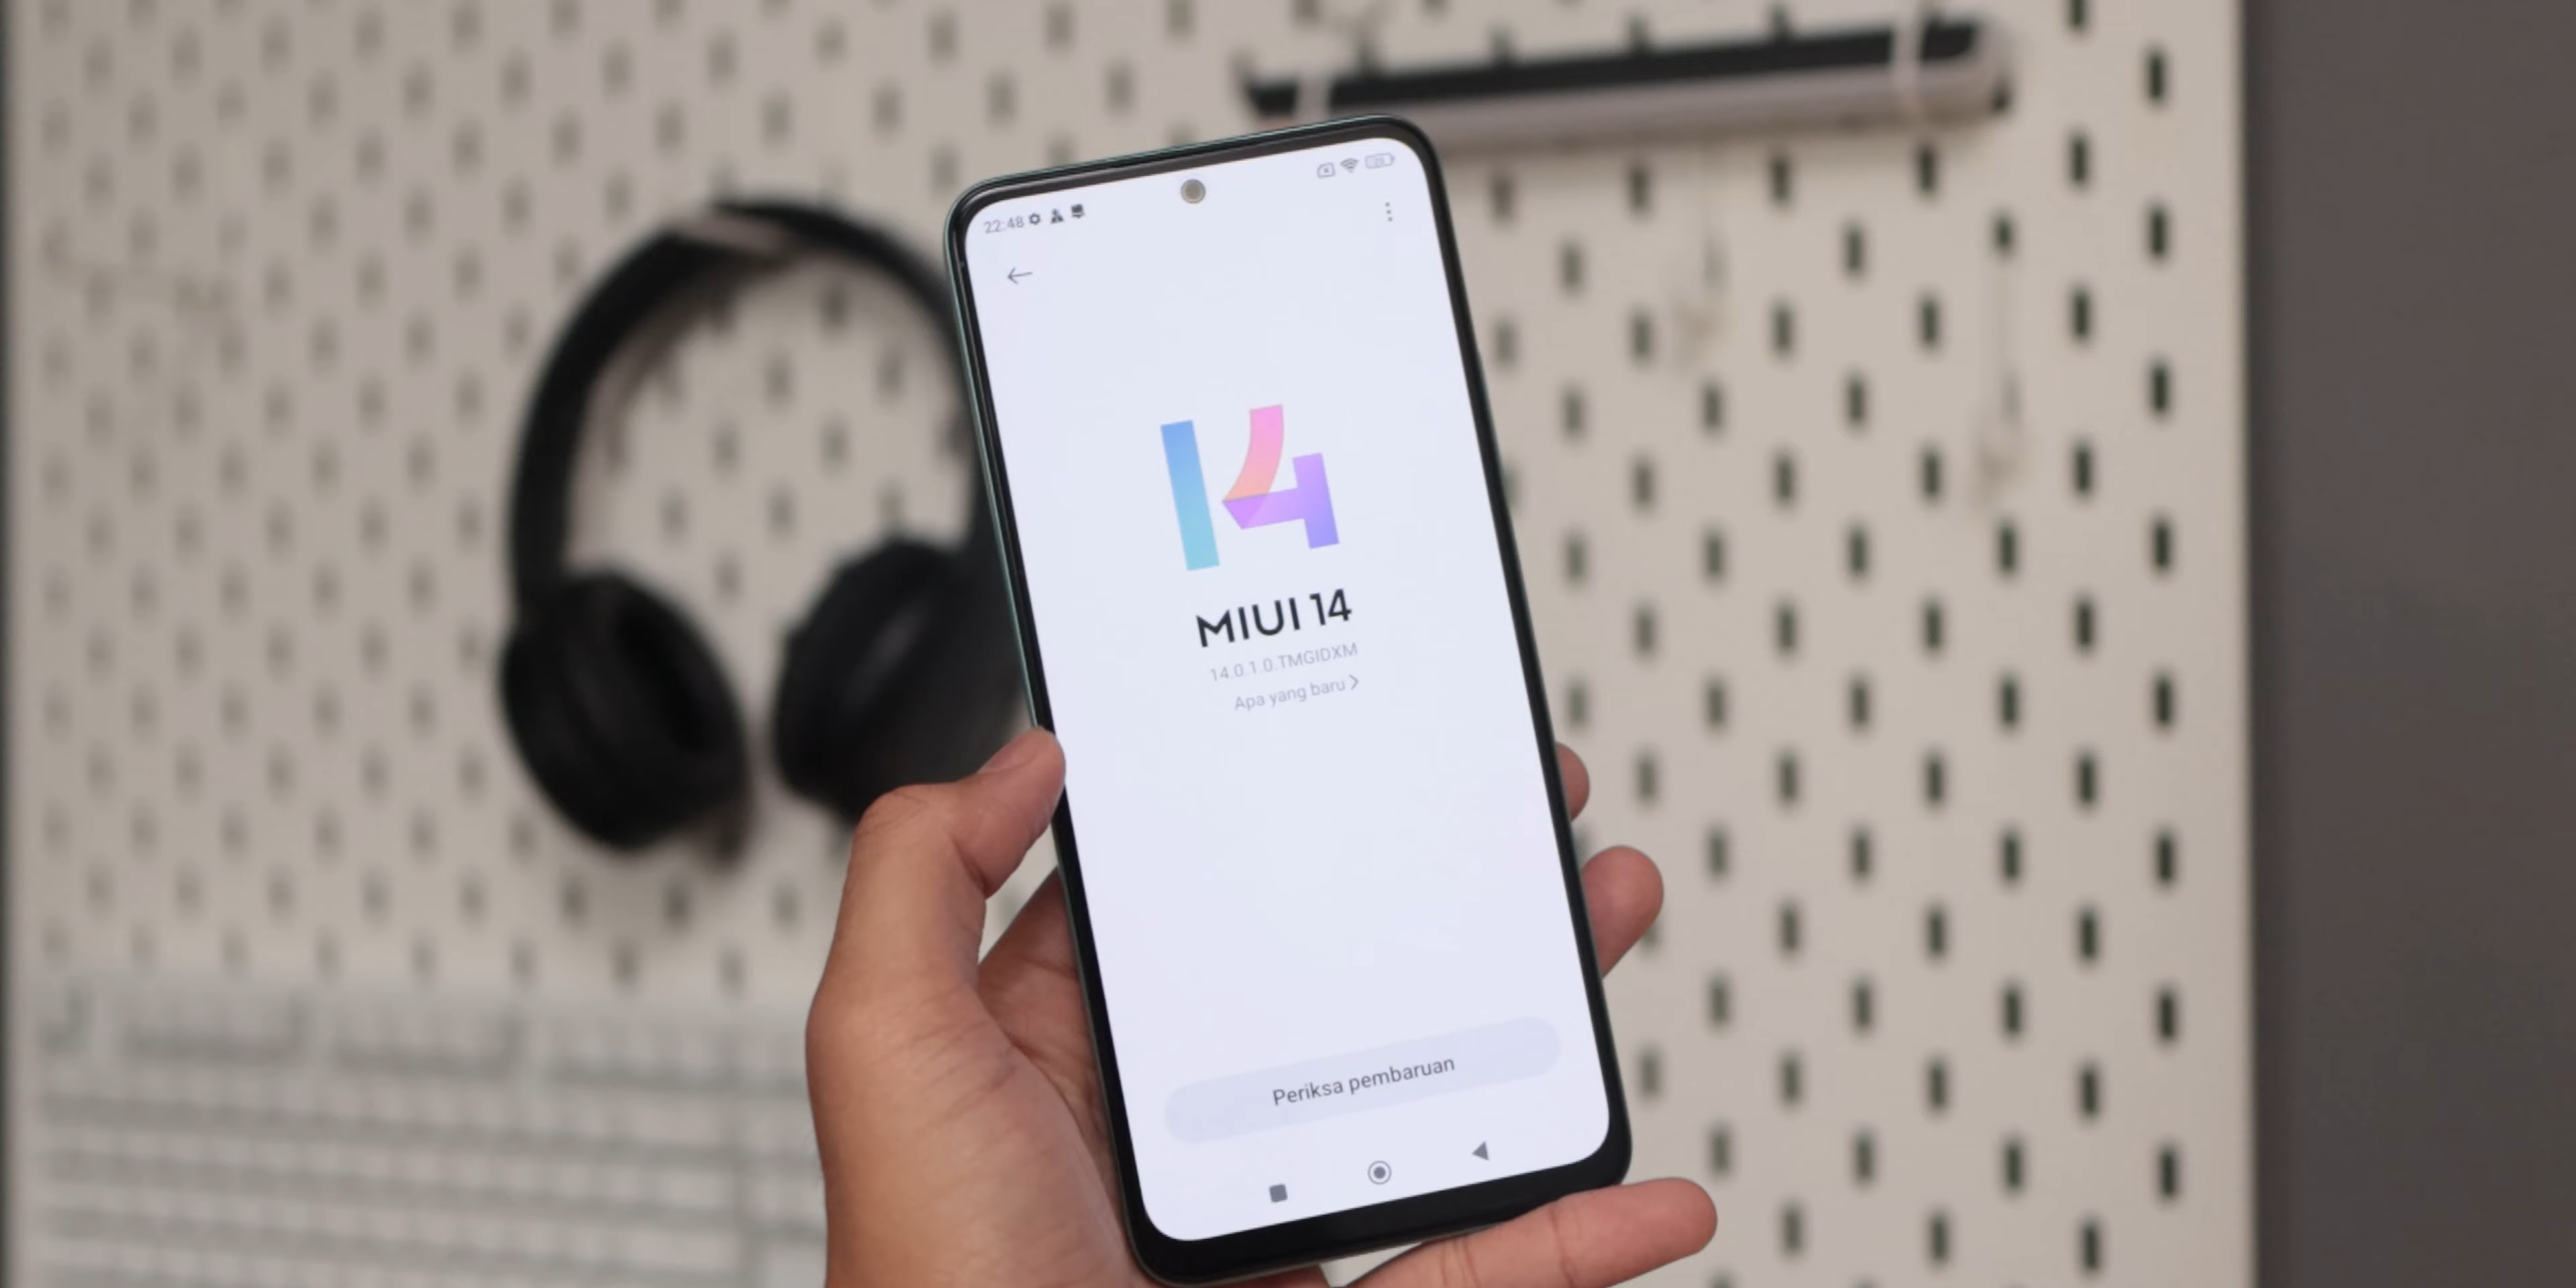 22:48
14
MIUI 14
14.0.1.0.TMGIDXM
Apa yang baru
Periksa pembaruan